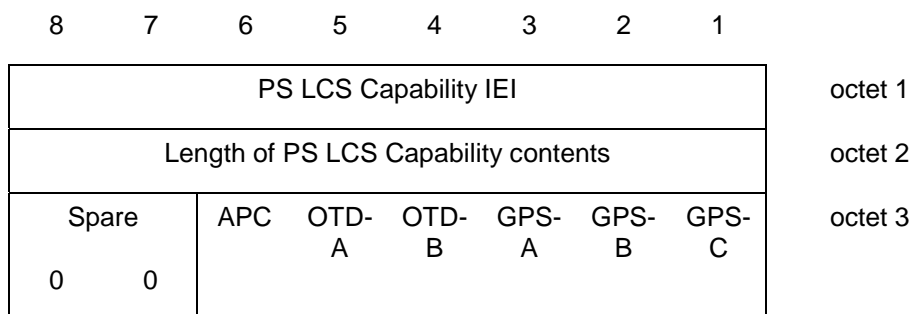 8 7 6 5 4 3 2 1
PS LCS Capability IEI octet 1
Length of PS LCS Capability contents octet 2
Spare APC OTD- OTD- GPS- GPS- GPS- octet 3
A B A B C
0 0